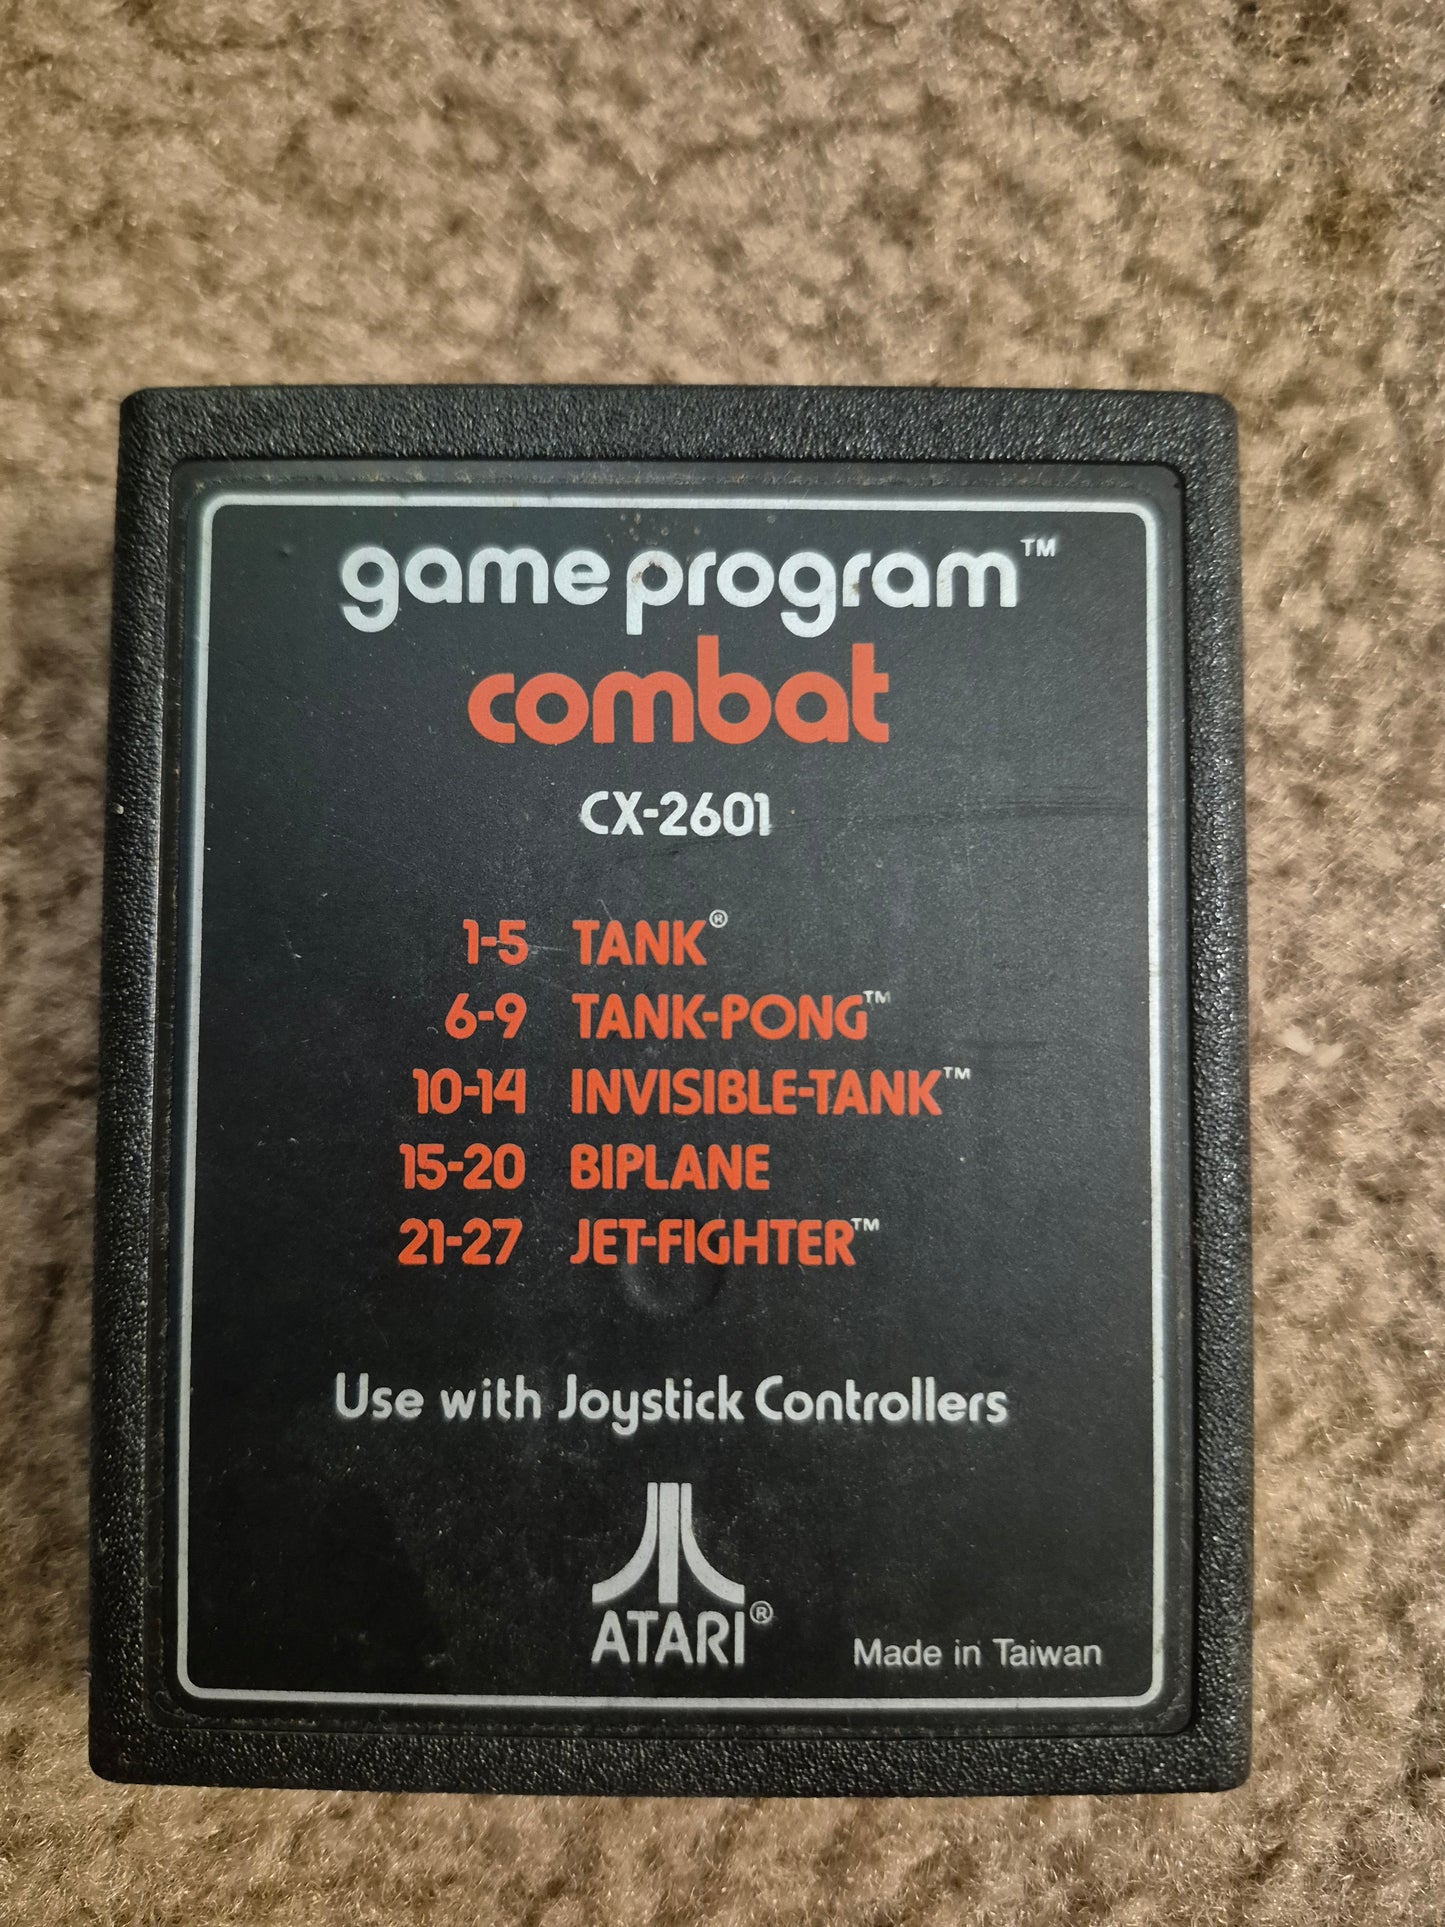 game program™
combat
CX-2601
1-5 TANK®
6-9 TANK-PONG™
10-14 INVISIBLE-TANK™
15-20 BIPLANE
21-27 JET-FIGHTER™
Use with Joystick Controllers
ATARI®
Made in Taiwan